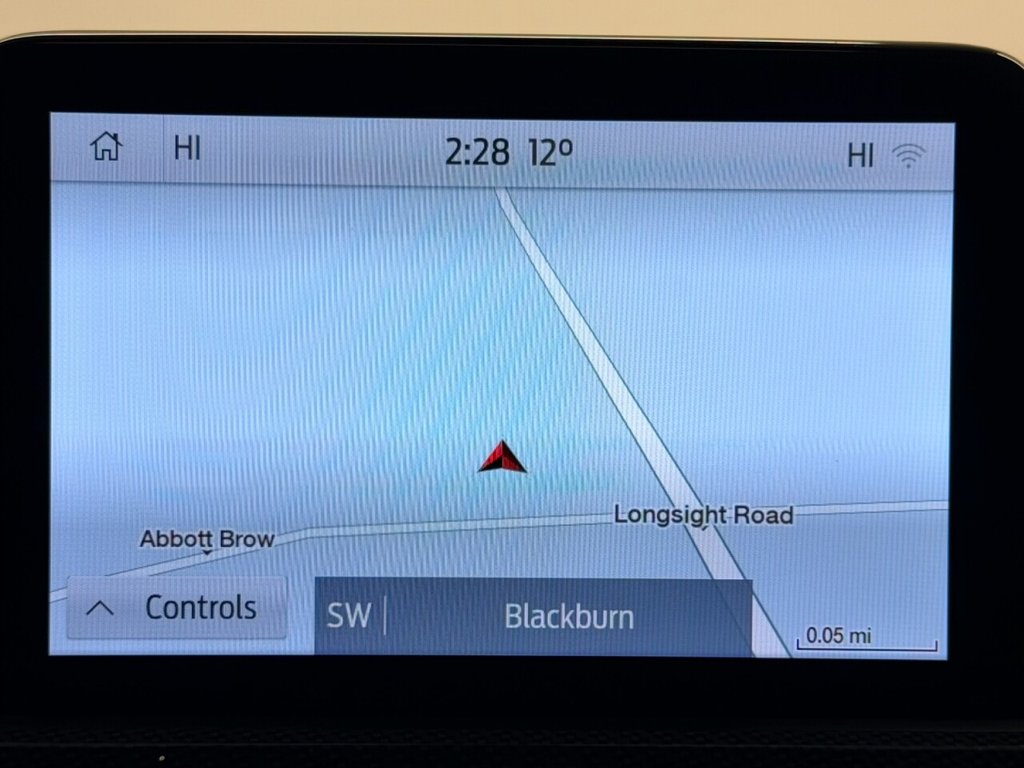 HI 2:28 12° HI
Longsight Road
Abbott Brow
Controls SW Blackburn 0.05 mi